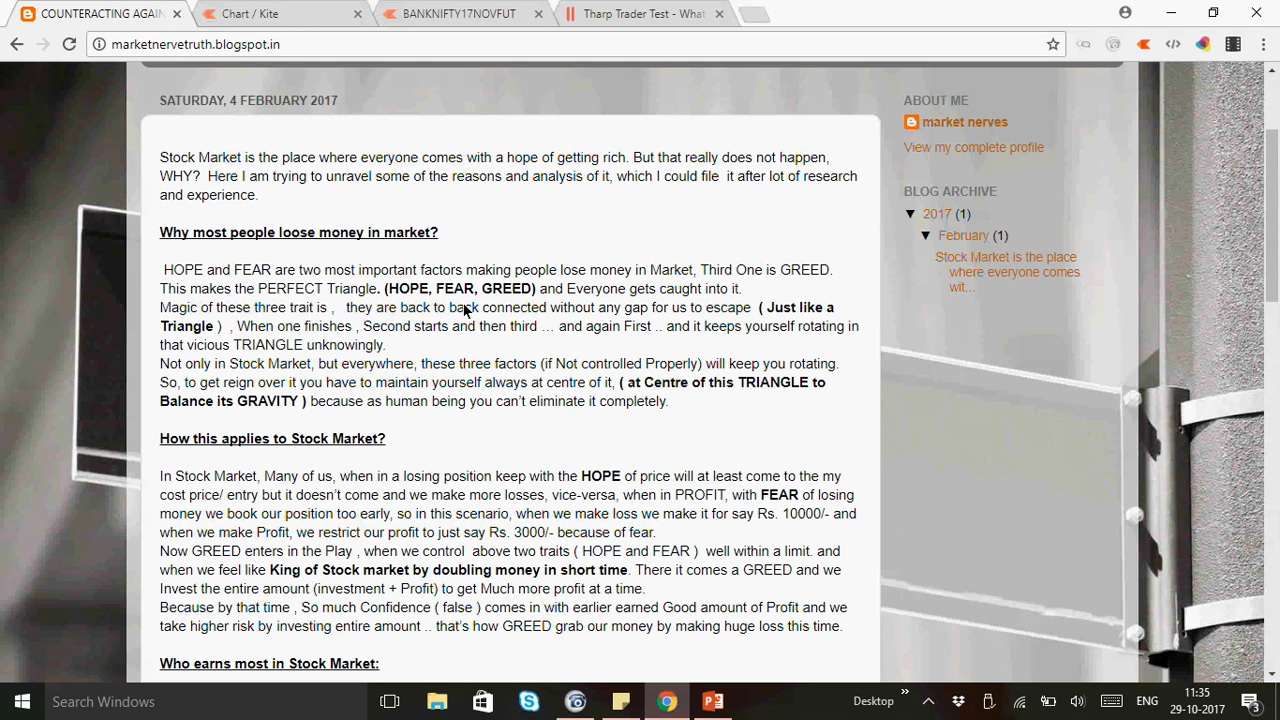 COUNTERACTING AGAIN
Chart / Kite
BANKNIFTY17NOVFUT
Tharp Trader Test - What
marketnervetruth.blogspot.in
SATURDAY, 4 FEBRUARY 2017
Stock Market is the place where everyone comes with a hope of getting rich. But that really does not happen,
WHY?  Here I am trying to unravel some of the reasons and analysis of it, which I could file  it after lot of research
and experience.
Why most people loose money in market?
HOPE and FEAR are two most important factors making people lose money in Market, Third One is GREED.
This makes the PERFECT Triangle. (HOPE, FEAR, GREED) and Everyone gets caught into it.
Magic of these three trait is ,   they are back to back connected without any gap for us to escape  ( Just like a
Triangle )  , When one finishes , Second starts and then third … and again First .. and it keeps yourself rotating in
that vicious TRIANGLE unknowingly.
Not only in Stock Market, but everywhere, these three factors (if Not controlled Properly) will keep you rotating.
So, to get reign over it you have to maintain yourself always at centre of it, ( at Centre of this TRIANGLE to
Balance its GRAVITY ) because as human being you can’t eliminate it completely.
How this applies to Stock Market?
In Stock Market, Many of us, when in a losing position keep with the HOPE of price will at least come to the my
cost price/ entry but it doesn’t come and we make more losses, vice-versa, when in PROFIT, with FEAR of losing
money we book our position too early, so in this scenario, when we make loss we make it for say Rs. 10000/- and
when we make Profit, we restrict our profit to just say Rs. 3000/- because of fear.
Now GREED enters in the Play , when we control  above two traits ( HOPE and FEAR )  well within a limit. and
when we feel like King of Stock market by doubling money in short time. There it comes a GREED and we
Invest the entire amount (investment + Profit) to get Much more profit at a time.
Because by that time , So much Confidence ( false ) comes in with earlier earned Good amount of Profit and we
take higher risk by investing entire amount .. that’s how GREED grab our money by making huge loss this time.
Who earns most in Stock Market:
ABOUT ME
market nerves
View my complete profile
BLOG ARCHIVE
▼ 2017 (1)
▼ February (1)
Stock Market is the place
where everyone comes
wit...
Search Windows
Desktop
ENG
11:35
29-10-2017
3